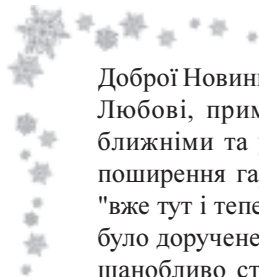 Доброї Новини
Любові, прим
ближніми та
поширення га
"вже тут і тепе
було доручене
шанобливо ст